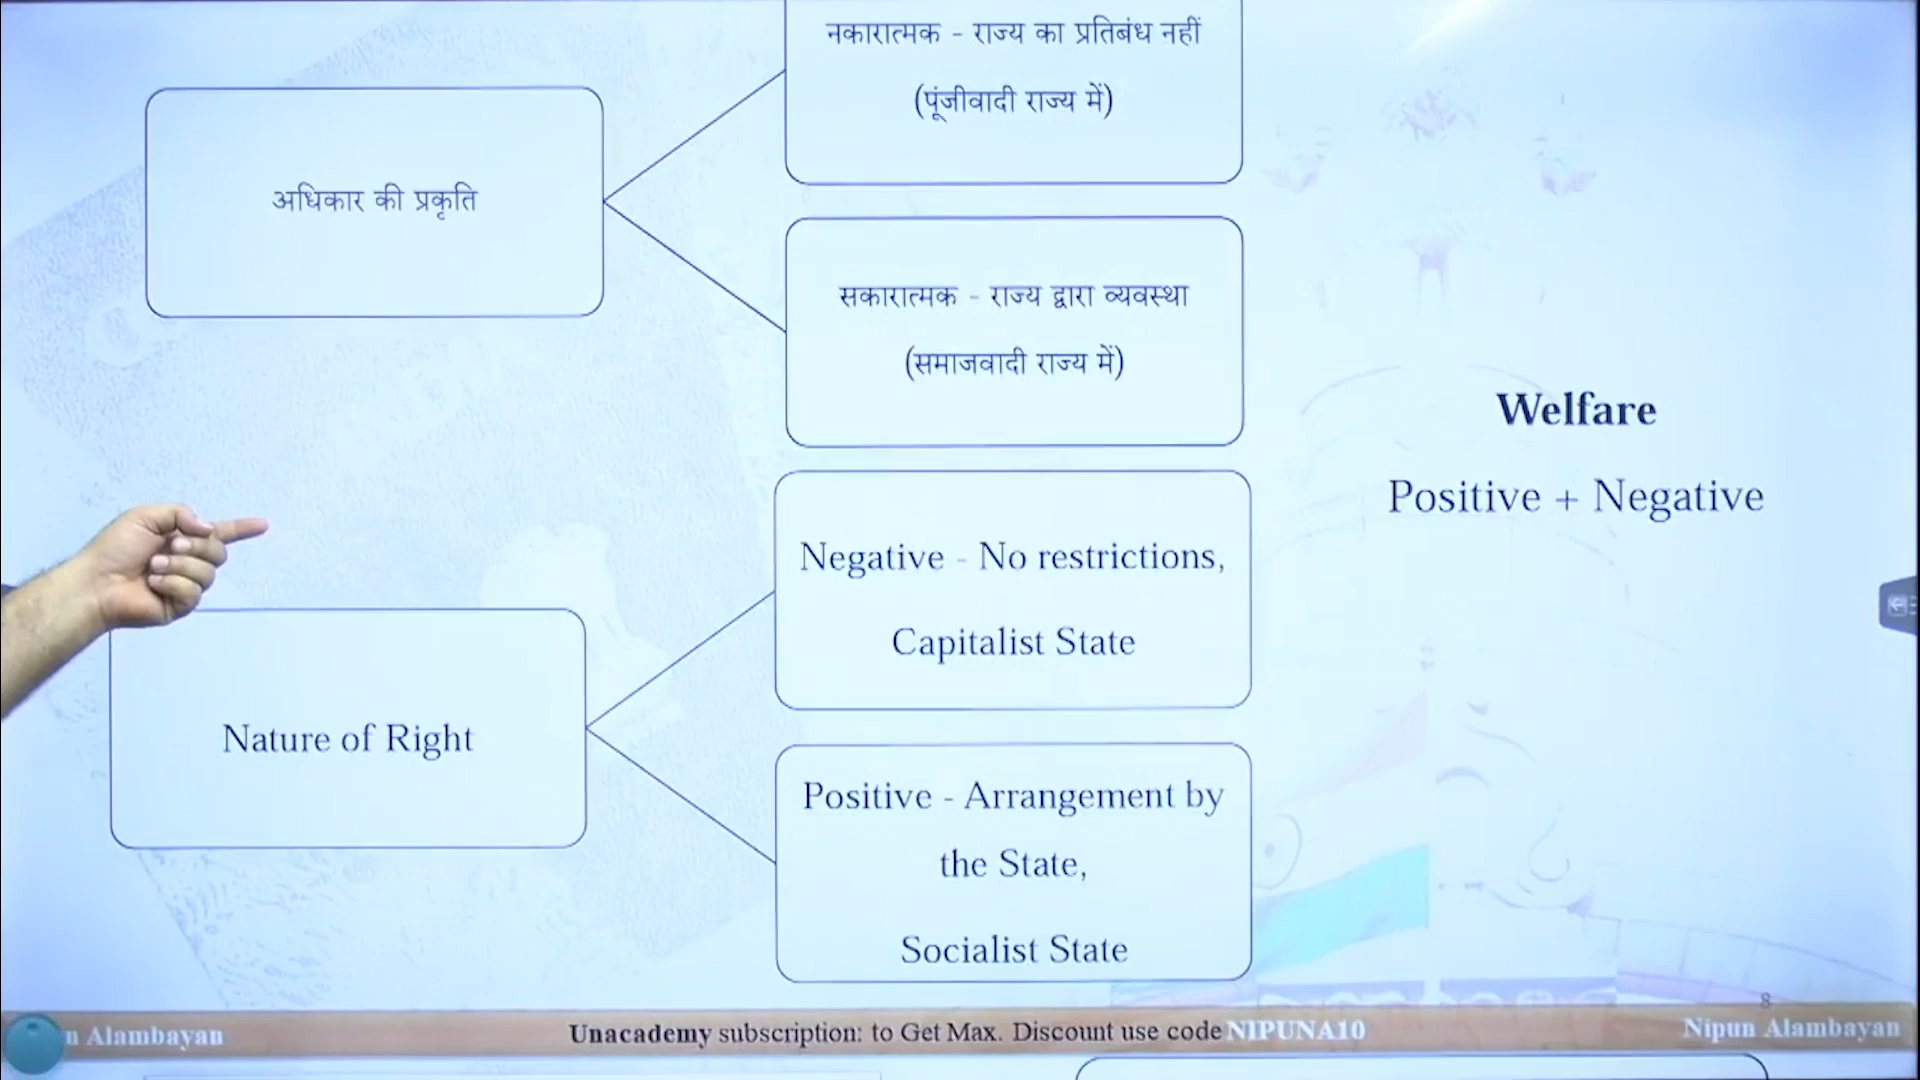 नकारात्मक - राज्य का प्रतिबंध नहीं
(पूंजीवादी राज्य में)
अधिकार की प्रकृति
सकारात्मक - राज्य द्वारा व्यवस्था
(समाजवादी राज्य में)
Welfare
Positive + Negative
Negative - No restrictions,
Capitalist State
Nature of Right
Positive - Arrangement by
the State,
Socialist State
8
n Alambayan
Unacademy subscription: to Get Max. Discount use code NIPUNA10
Nipun Alambayan